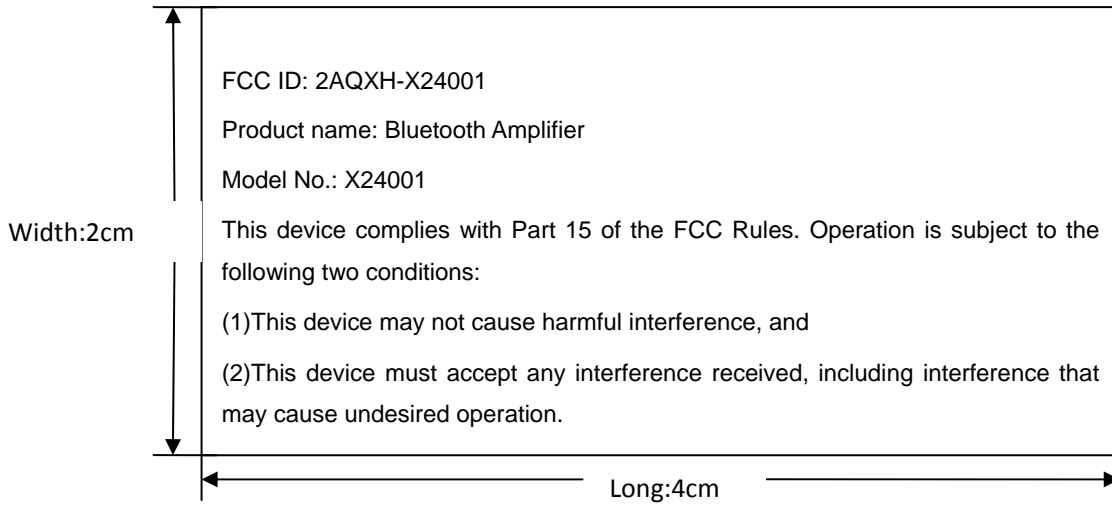 FCC ID: 2AQXH-X24001
Product name: Bluetooth Amplifier
Model No.: X24001
Width:2cm
This device complies with Part 15 of the FCC Rules. Operation is subject to the
following two conditions:
(1)This device may not cause harmful interference, and
(2)This device must accept any interference received, including interference that
may cause undesired operation.
Long:4cm